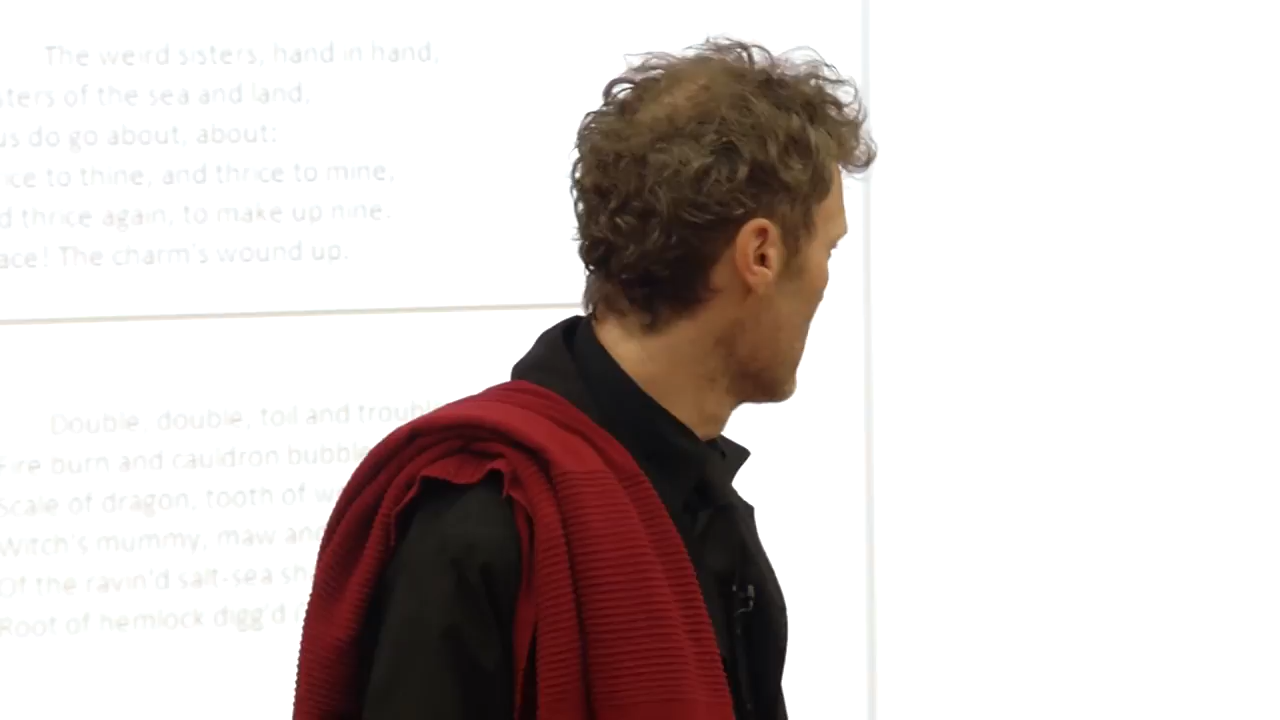 The weird sisters, hand in hand,
sters of the sea and land,
us do go about, about:
ice to thine, and thrice to mine,
d thrice again, to make up nine.
ace! The charm's wound up.
Double, double, toil and trouble
Fire burn and cauldron bubble
Scale of dragon, tooth of w
Witch's mummy, maw and
Of the ravin'd salt-sea sh
Root of hemlock digg'd